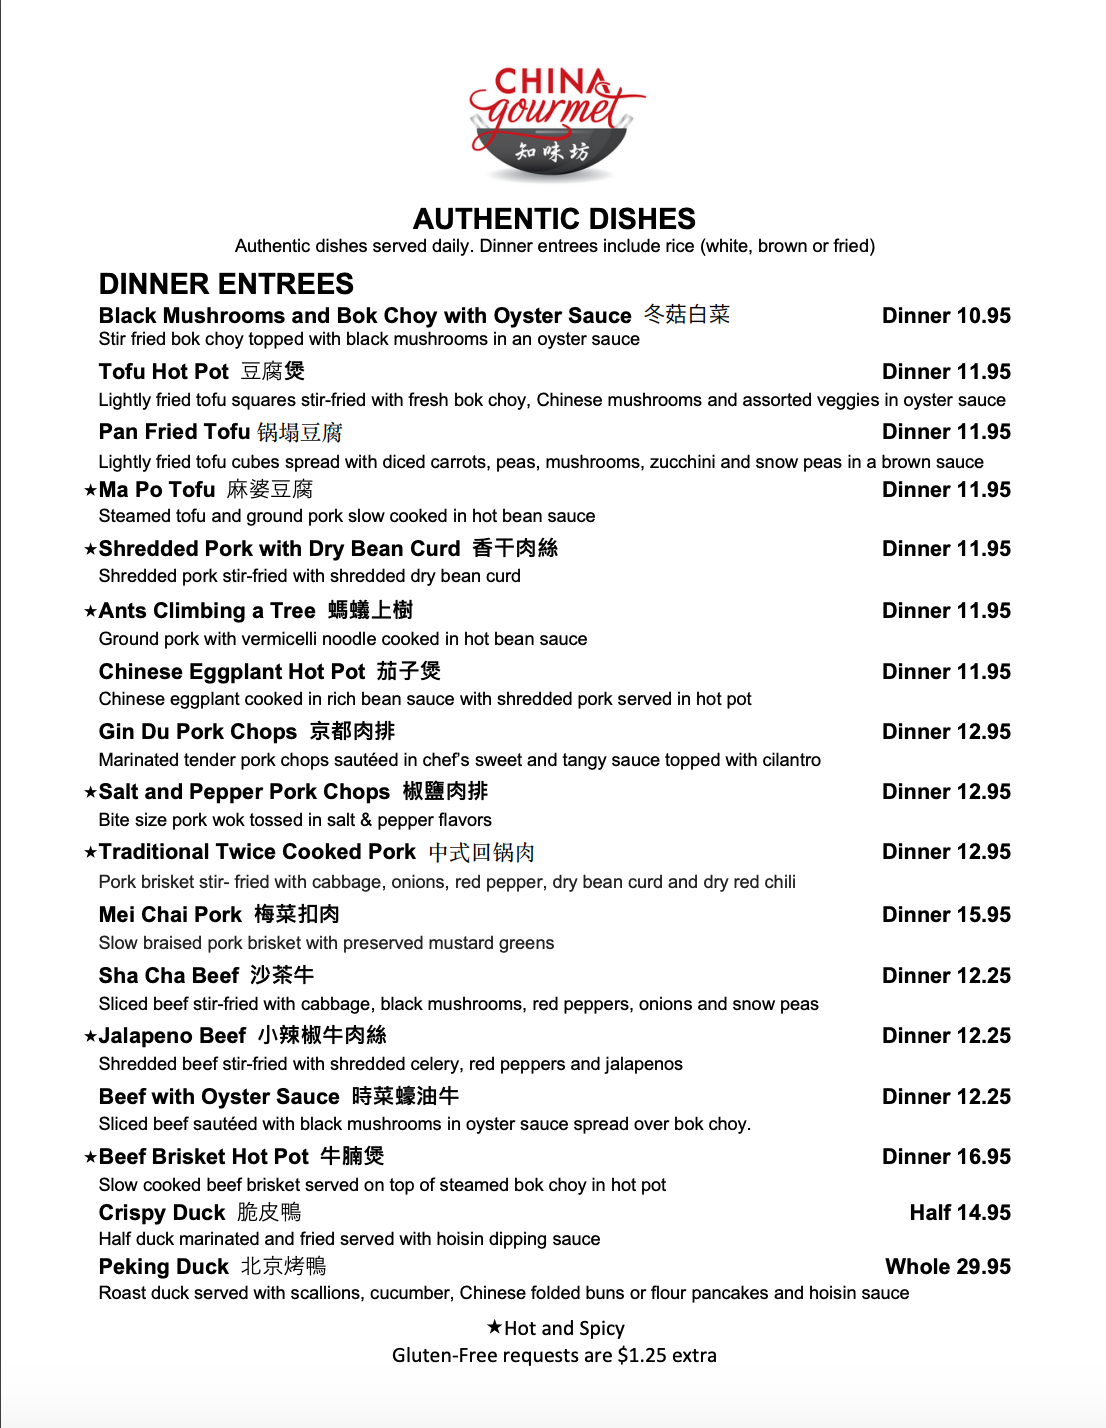 CHINA
gourmet
知味坊
AUTHENTIC DISHES
Authentic dishes served daily. Dinner entrees include rice (white, brown or fried)
DINNER ENTREES
Black Mushrooms and Bok Choy with Oyster Sauce 冬菇白菜 Dinner 10.95
Stir fried bok choy topped with black mushrooms in an oyster sauce
Tofu Hot Pot 豆腐煲 Dinner 11.95
Lightly fried tofu squares stir-fried with fresh bok choy, Chinese mushrooms and assorted veggies in oyster sauce
Pan Fried Tofu 锅塌豆腐 Dinner 11.95
Lightly fried tofu cubes spread with diced carrots, peas, mushrooms, zucchini and snow peas in a brown sauce
★Ma Po Tofu 麻婆豆腐 Dinner 11.95
Steamed tofu and ground pork slow cooked in hot bean sauce
★Shredded Pork with Dry Bean Curd 香干肉絲 Dinner 11.95
Shredded pork stir-fried with shredded dry bean curd
★Ants Climbing a Tree 螞蟻上樹 Dinner 11.95
Ground pork with vermicelli noodle cooked in hot bean sauce
Chinese Eggplant Hot Pot 茄子煲 Dinner 11.95
Chinese eggplant cooked in rich bean sauce with shredded pork served in hot pot
Gin Du Pork Chops 京都肉排 Dinner 12.95
Marinated tender pork chops sautéed in chef’s sweet and tangy sauce topped with cilantro
★Salt and Pepper Pork Chops 椒鹽肉排 Dinner 12.95
Bite size pork wok tossed in salt & pepper flavors
★Traditional Twice Cooked Pork 中式回锅肉 Dinner 12.95
Pork brisket stir- fried with cabbage, onions, red pepper, dry bean curd and dry red chili
Mei Chai Pork 梅菜扣肉 Dinner 15.95
Slow braised pork brisket with preserved mustard greens
Sha Cha Beef 沙茶牛 Dinner 12.25
Sliced beef stir-fried with cabbage, black mushrooms, red peppers, onions and snow peas
★Jalapeno Beef 小辣椒牛肉絲 Dinner 12.25
Shredded beef stir-fried with shredded celery, red peppers and jalapenos
Beef with Oyster Sauce 時菜蠔油牛 Dinner 12.25
Sliced beef sautéed with black mushrooms in oyster sauce spread over bok choy.
★Beef Brisket Hot Pot 牛腩煲 Dinner 16.95
Slow cooked beef brisket served on top of steamed bok choy in hot pot
Crispy Duck 脆皮鴨 Half 14.95
Half duck marinated and fried served with hoisin dipping sauce
Peking Duck 北京烤鴨 Whole 29.95
Roast duck served with scallions, cucumber, Chinese folded buns or flour pancakes and hoisin sauce
★Hot and Spicy
Gluten-Free requests are $1.25 extra